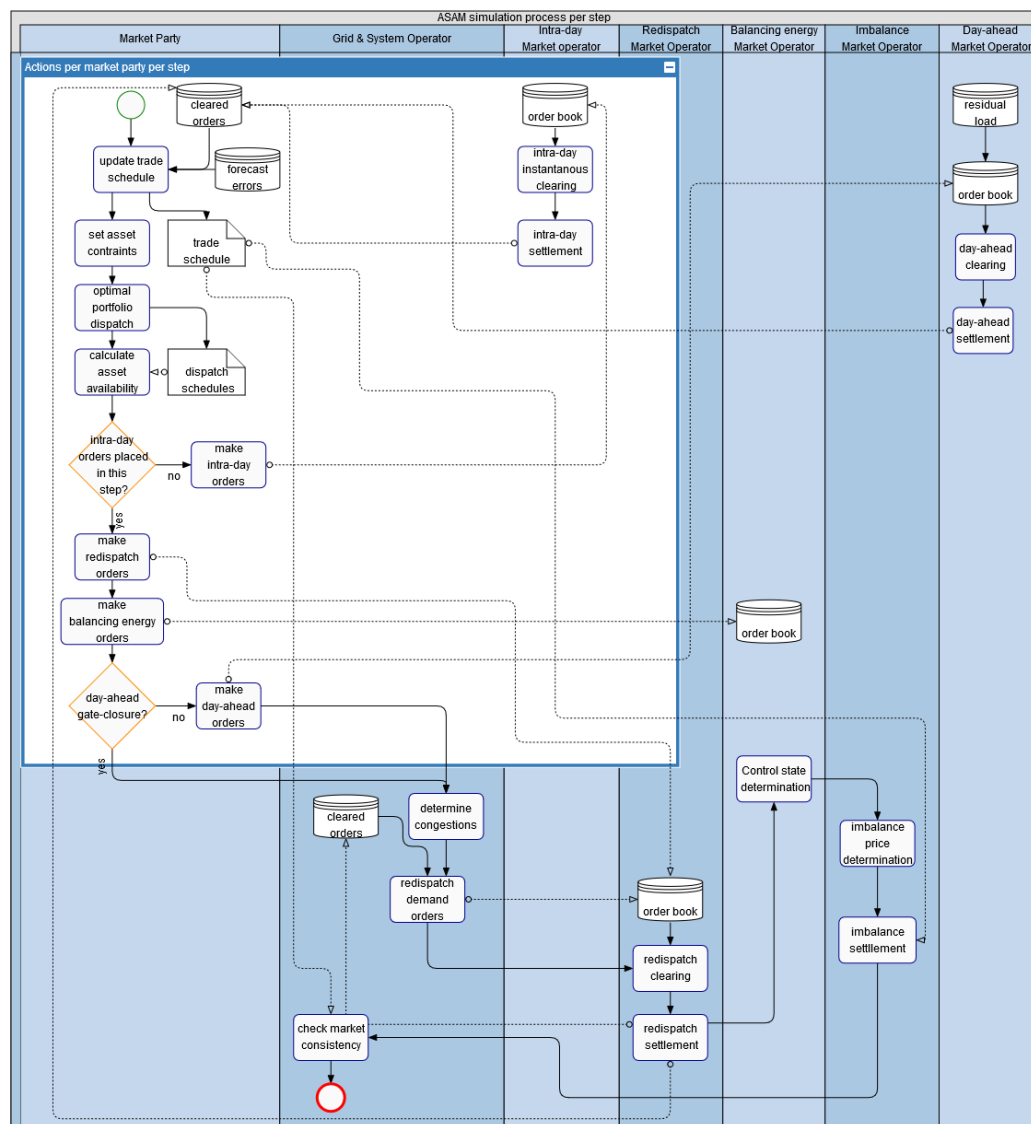 ASAM simulation process per step
Market Party
Grid & System Operator
Intra-day
Market operator
Redispatch
Market Operator
Balancing energy
Market Operator
Imbalance
Market Operator
Day-ahead
Market Operator
Actions per market party per step
cleared
orders
order book
residual
load
update trade
schedule
forecast
errors
intra-day
instantanous
clearing
order book
set asset
contraints
trade
schedule
intra-day
settlement
day-ahead
clearing
optimal
portfolio
dispatch
day-ahead
settlement
calculate
asset
availability
dispatch
schedules
intra-day
orders placed
in this
step?
no
make
intra-day
orders
yes
make
redispatch
orders
make
balancing energy
orders
order book
day-ahead
gate-closure?
no
make
day-ahead
orders
yes
Control state
determination
cleared
orders
determine
congestions
imbalance
price
determination
redispatch
demand
orders
order book
imbalance
settllement
redispatch
clearing
check market
consistency
redispatch
settlement